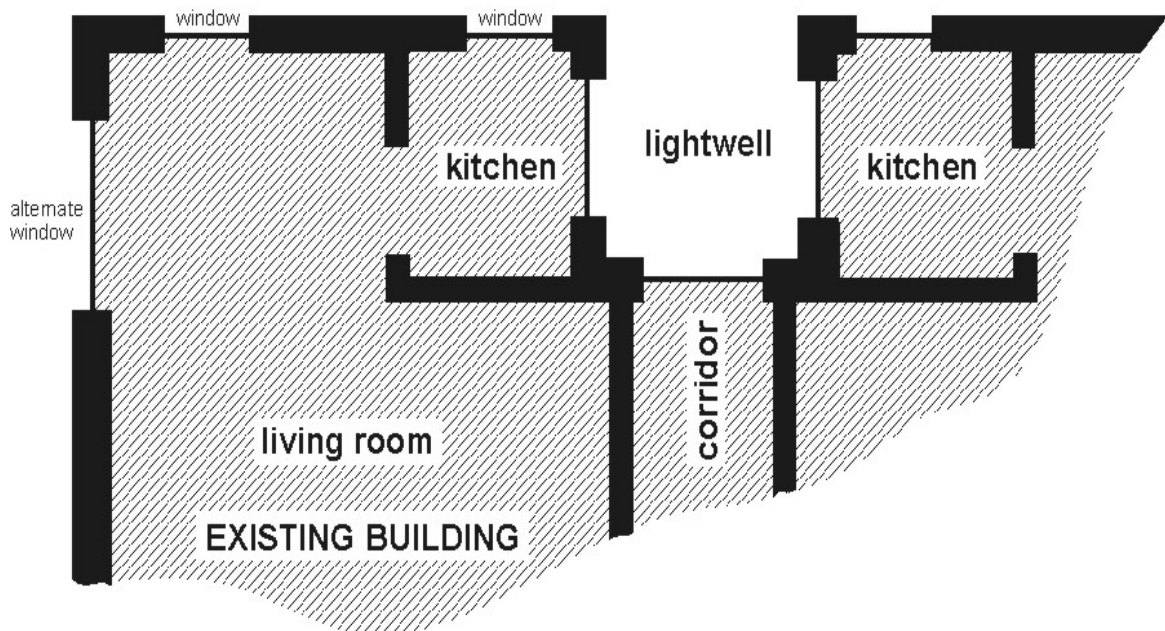 window
window
lightwell
kitchen
kitchen
alternate
window
corridor
living room
EXISTING BUILDING